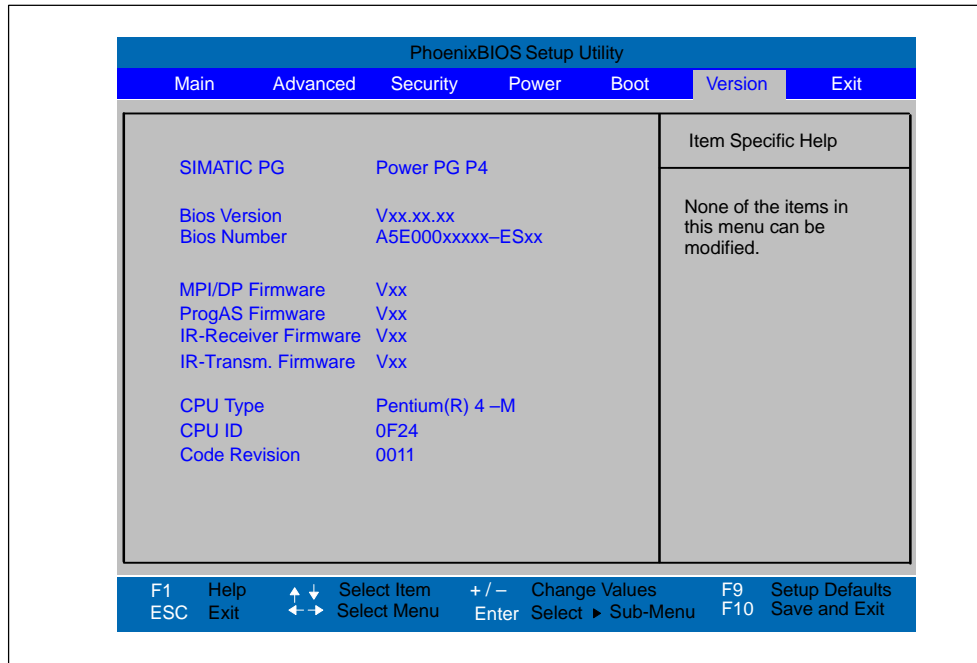 PhoenixBIOS Setup Utility
Main Advanced Security Power Boot Version Exit
Item Specific Help
SIMATIC PG Power PG P4
None of the items in
this menu can be
modified.
Bios Version Vxx.xx.xx
Bios Number A5E000xxxxx–ESxx
MPI/DP Firmware Vxx
ProgAS Firmware Vxx
IR-Receiver Firmware Vxx
IR-Transm. Firmware Vxx
CPU Type Pentium(R) 4 –M
CPU ID 0F24
Code Revision 0011
F1 Help Select Item + / – Change Values F9 Setup Defaults
ESC Exit Select Menu Enter Select Sub-Menu F10 Save and Exit